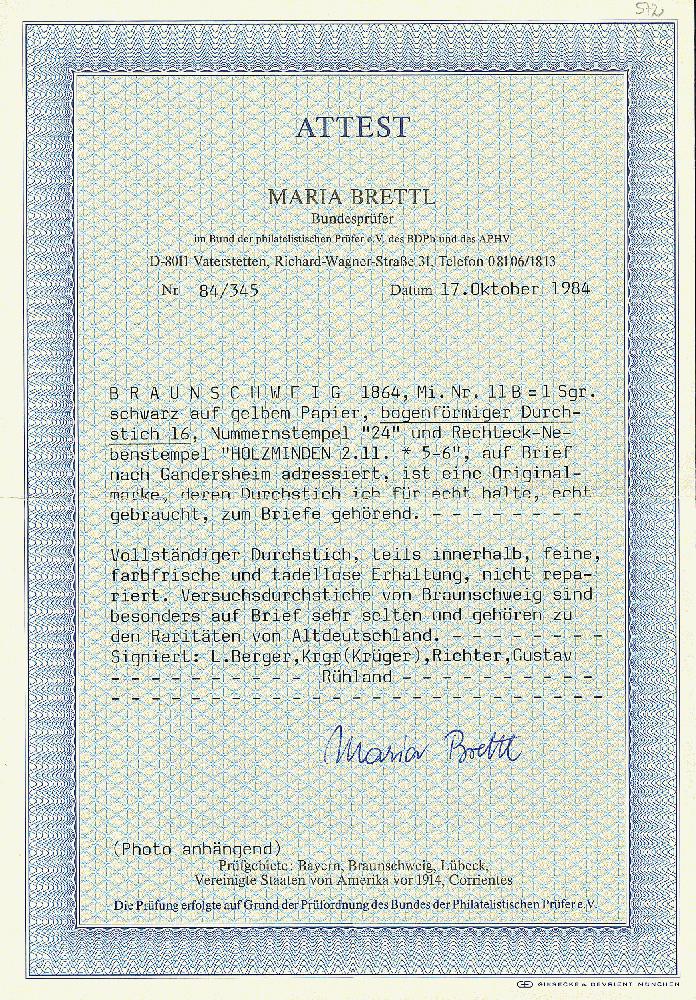 572
ATTEST
MARIA BRETTL
Bundesprüfer
im Bund der philatelistischen Prüfer e.V. des BDPh und des APHV
D-8011 Vaterstetten, Richard-Wagner-Straße 31, Telefon 08106/1813
Nr 84/345 Datum 17.Oktober 1984
B R A U N S C H W E I G 1864, Mi.Nr. 11B = 1 Sgr.
schwarz auf gelbem Papier, bogenförmiger Durch-
stich 16, Nummernstempel "24" und Rechteck-Ne-
benstempel "HOLZMINDEN 2.11. * 5-6", auf Brief
nach Gandersheim adressiert, ist eine Original-
marke, deren Durchstich ich für echt halte, echt
gebraucht, zum Briefe gehörend. - - - - - - - -
Vollständiger Durchstich, teils innerhalb, feine,
farbfrische und tadellose Erhaltung, nicht repa-
riert. Versuchsdurchstiche von Braunschweig sind
besonders auf Brief sehr selten und gehören zu
den Raritäten von Altdeutschland. - - - - - - - -
Signiert: L.Berger,Krgr(Krüger),Richter,Gustav
- - - - - - - - - - Rühland - - - - - - - - - -
- - - - - - - - - - - - - - - - - - - - - - - - -
Maria Brettl
(Photo anhängend)
Prüfgebiete: Bayern, Braunschweig, Lübeck,
Vereinigte Staaten von Amerika vor 1914, Corrientes
Die Prüfung erfolgte auf Grund der Prüfordnung des Bundes der Philatelistischen Prüfer e.V.
GIESECKE & DEVRIENT MÜNCHEN